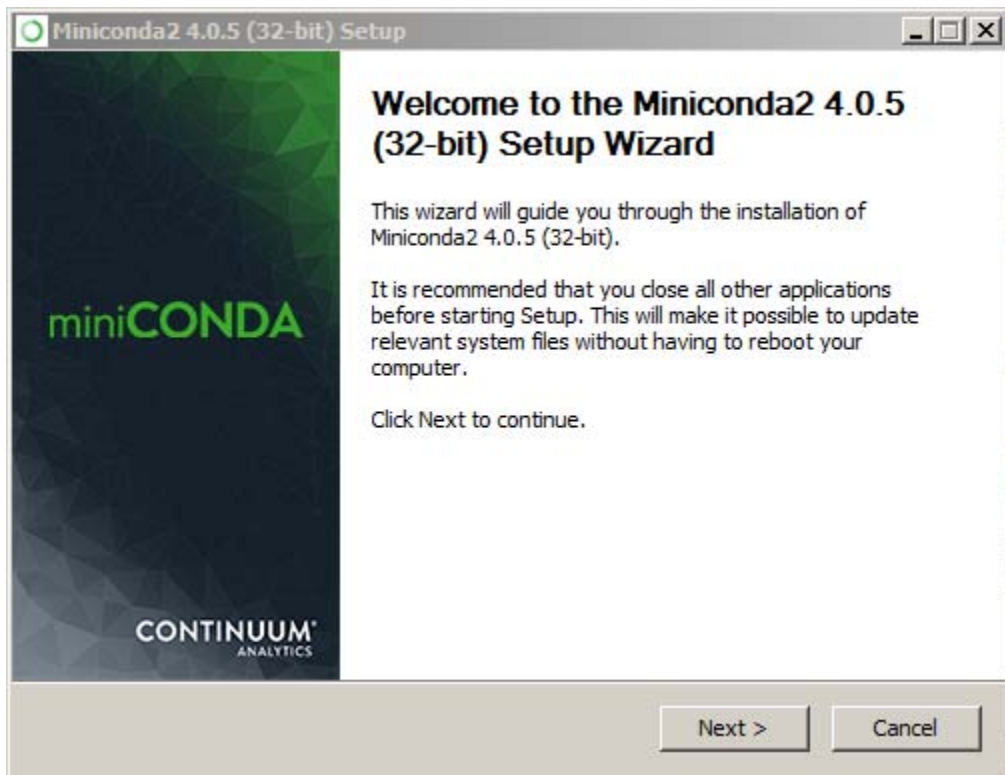 Miniconda2 4.0.5 (32-bit) Setup
Welcome to the Miniconda2 4.0.5
(32-bit) Setup Wizard
This wizard will guide you through the installation of
Miniconda2 4.0.5 (32-bit).
It is recommended that you close all other applications
before starting Setup. This will make it possible to update
relevant system files without having to reboot your
computer.
Click Next to continue.
miniCONDA
CONTINUUM®
ANALYTICS
Next >
Cancel